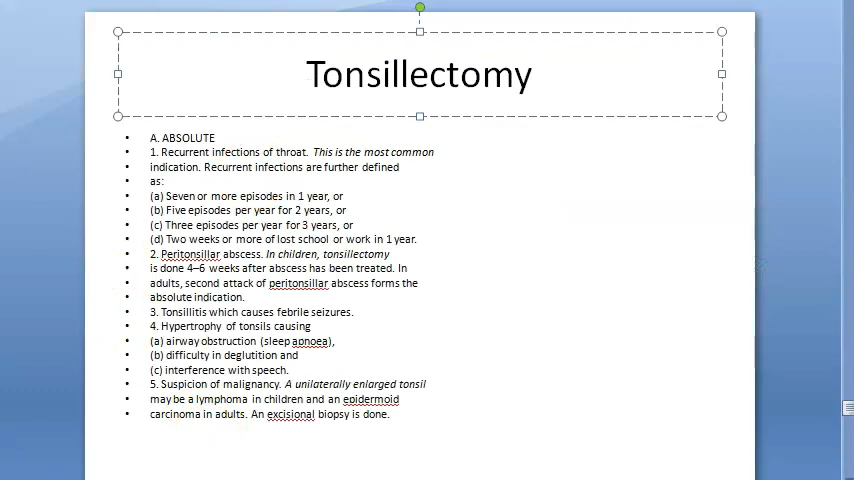 Tonsillectomy
• A. ABSOLUTE
• 1. Recurrent infections of throat. This is the most common
• indication. Recurrent infections are further defined
• as:
• (a) Seven or more episodes in 1 year, or
• (b) Five episodes per year for 2 years, or
• (c) Three episodes per year for 3 years, or
• (d) Two weeks or more of lost school or work in 1 year.
• 2. Peritonsillar abscess. In children, tonsillectomy
• is done 4–6 weeks after abscess has been treated. In
• adults, second attack of peritonsillar abscess forms the
• absolute indication.
• 3. Tonsillitis which causes febrile seizures.
• 4. Hypertrophy of tonsils causing
• (a) airway obstruction (sleep apnoea),
• (b) difficulty in deglutition and
• (c) interference with speech.
• 5. Suspicion of malignancy. A unilaterally enlarged tonsil
• may be a lymphoma in children and an epidermoid
• carcinoma in adults. An excisional biopsy is done.